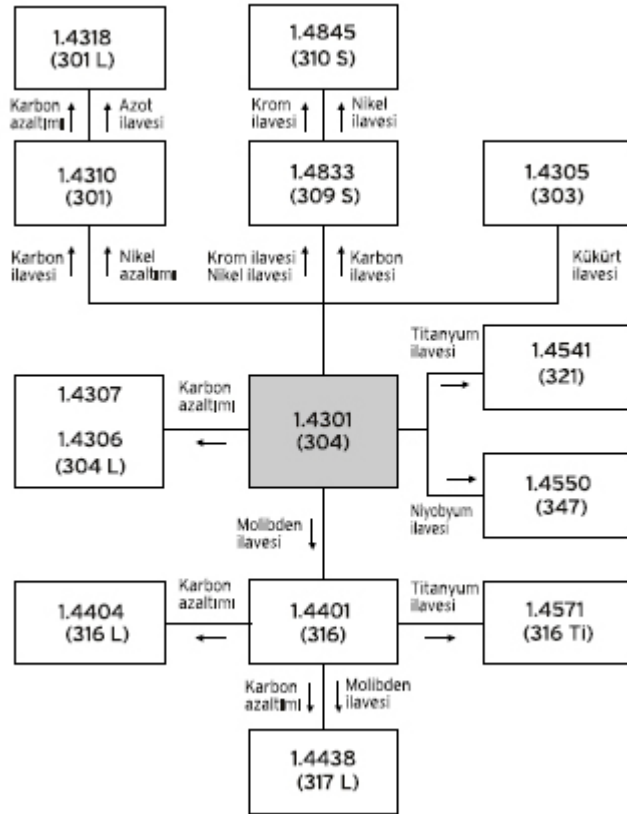 1.4318
(301 L)
1.4845
(310 S)
Karbon
azaltımı
Azot
ilavesi
Krom
ilavesi
Nikel
ilavesi
1.4310
(301)
1.4833
(309 S)
1.4305
(303)
Karbon
ilavesi
Nikel
azaltımı
Krom ilavesi
Nikel ilavesi
Karbon
ilavesi
Kükürt
ilavesi
Titanyum
ilavesi
1.4541
(321)
1.4307
1.4306
(304 L)
Karbon
azaltımı
1.4301
(304)
1.4550
(347)
Niyobyum
ilavesi
Molibden
ilavesi
1.4404
(316 L)
Karbon
azaltımı
1.4401
(316)
Titanyum
ilavesi
1.4571
(316 Ti)
Karbon
azaltımı
Molibden
ilavesi
1.4438
(317 L)